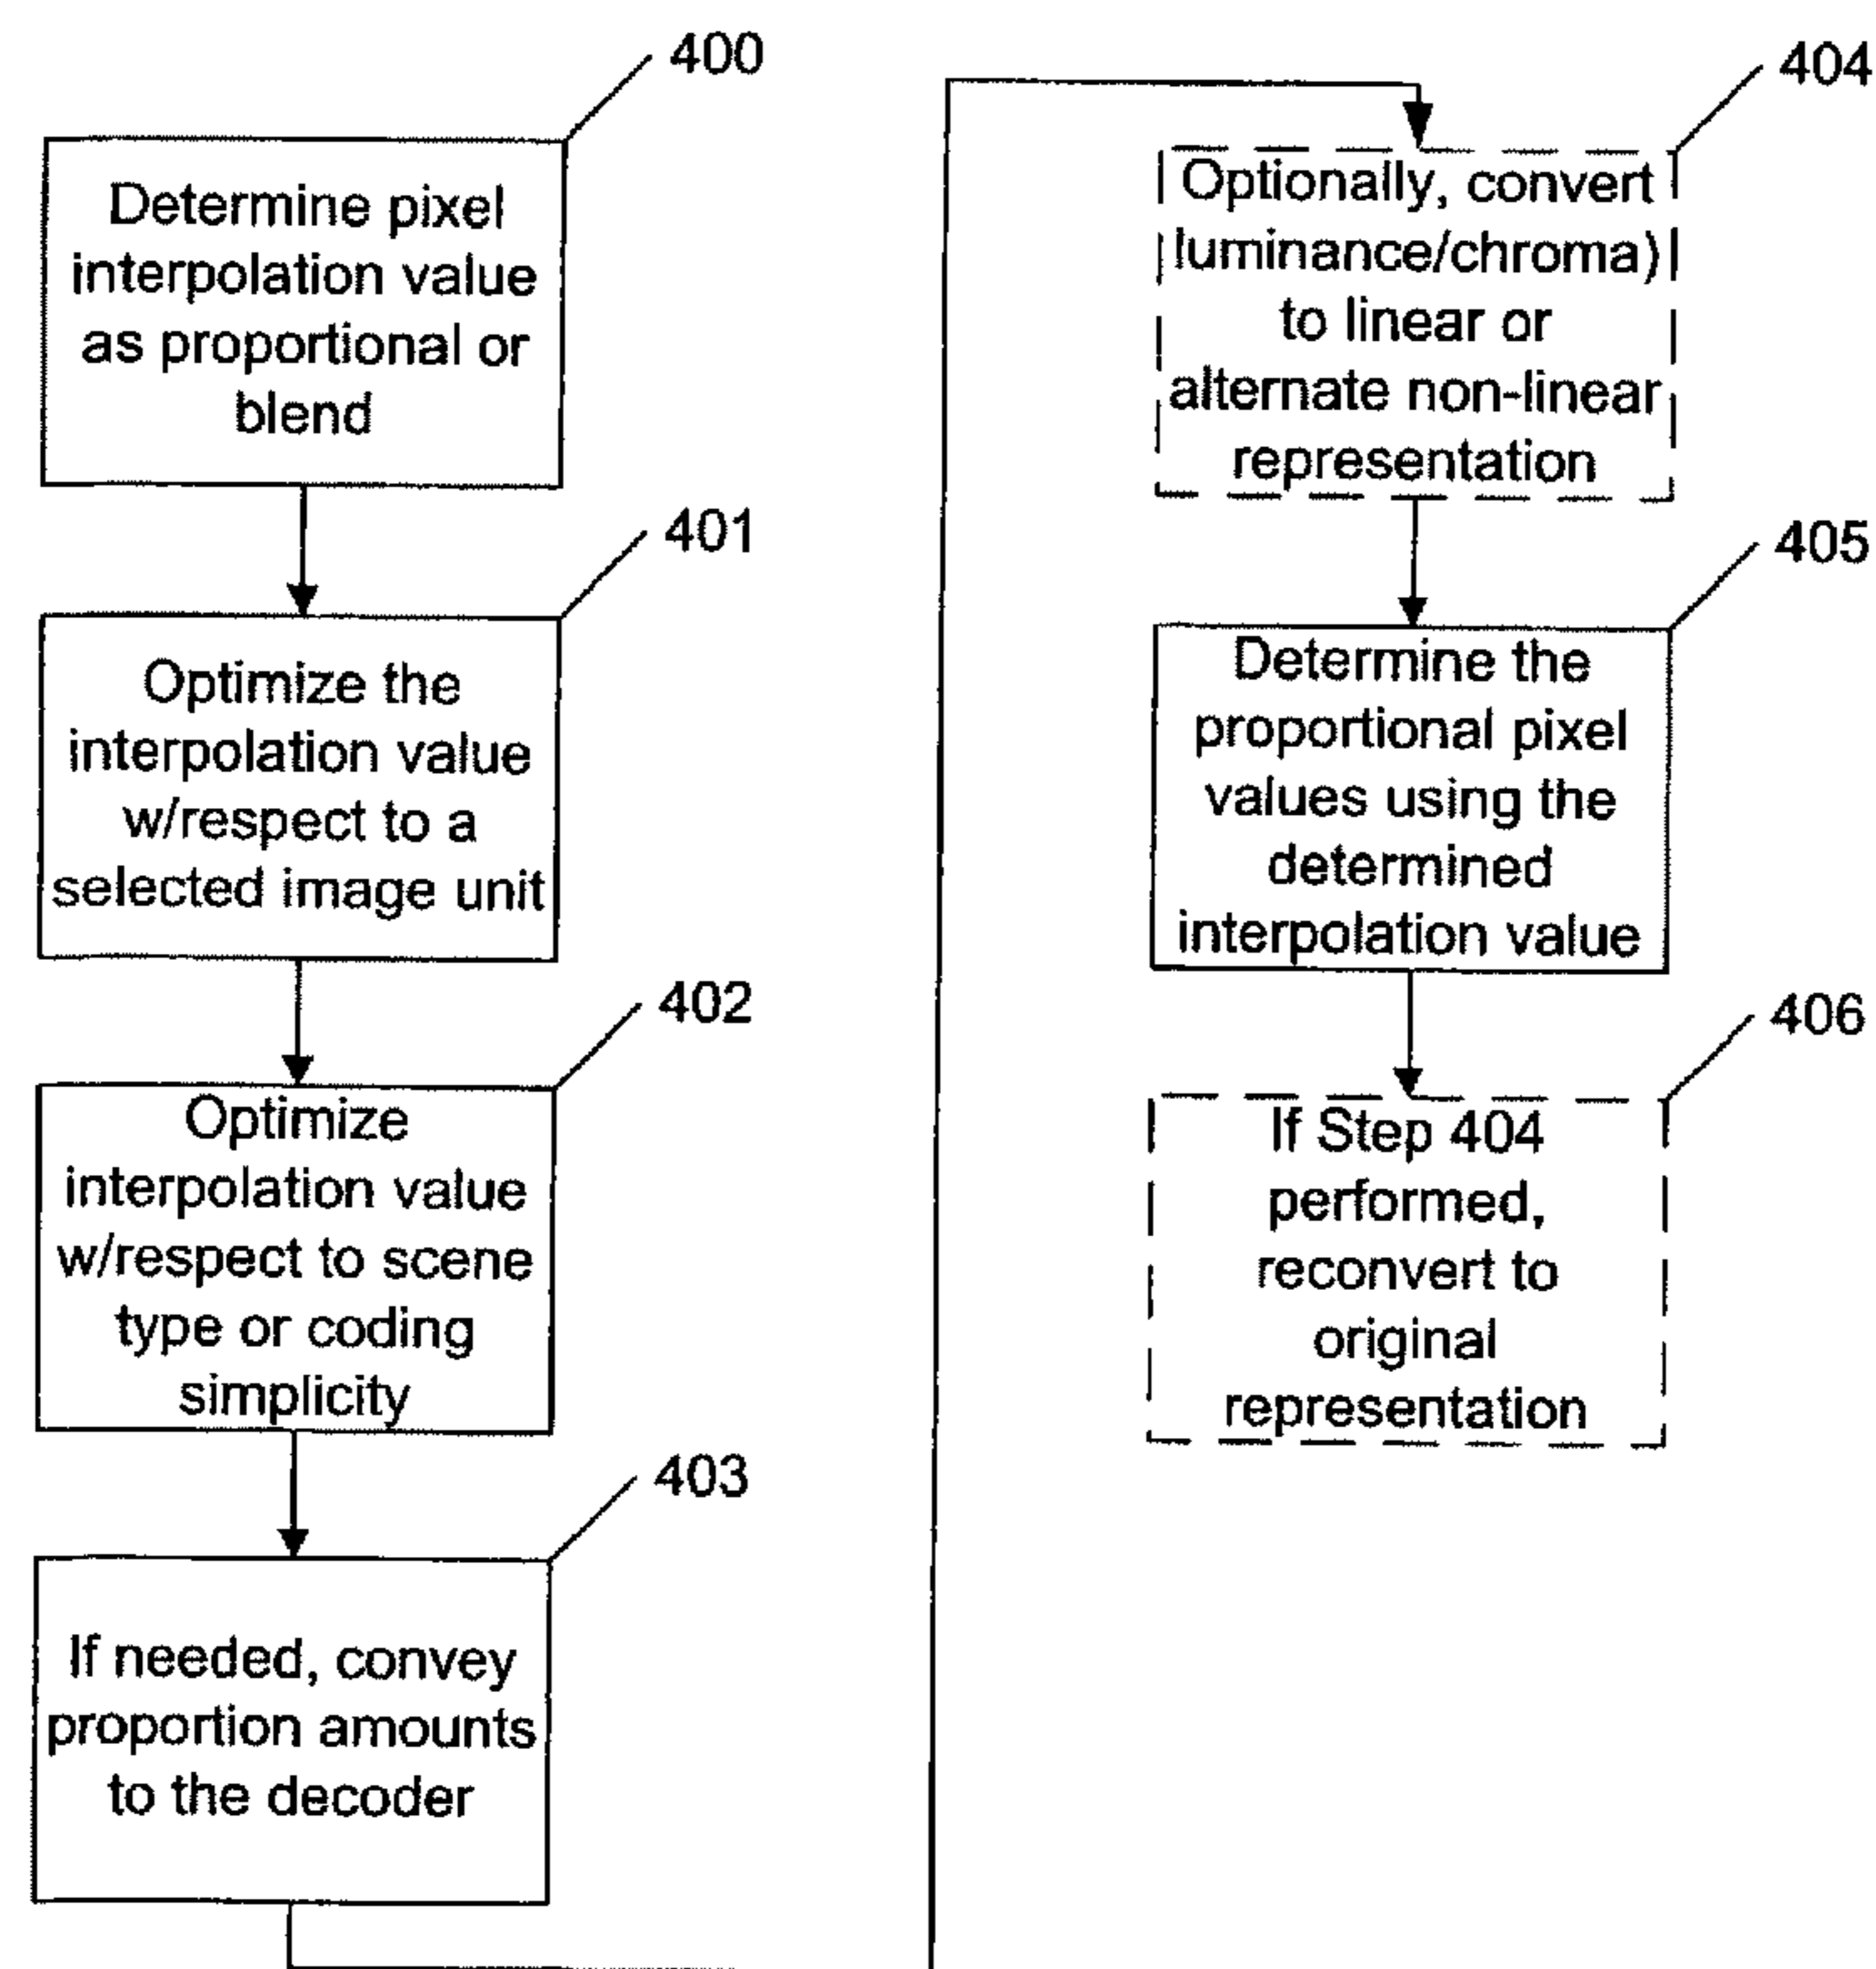 400
Determine pixel
interpolation value
as proportional or
blend
401
Optimize the
interpolation value
w/respect to a
selected image unit
402
Optimize
interpolation value
w/respect to scene
type or coding
simplicity
403
If needed, convey
proportion amounts
to the decoder
404
Optionally, convert
luminance/chroma)
to linear or
alternate non-linear
representation
405
Determine the
proportional pixel
values using the
determined
interpolation value
406
If Step 404
performed,
reconvert to
original
representation